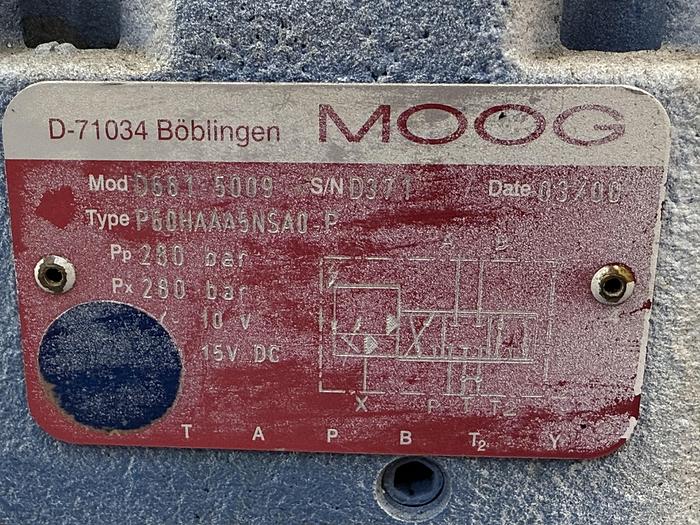 D-71034 Böblingen MOOG
Mod D681 5009 S/N D371 Date 03/00
Type P60HAAA5NSA0-P
Pp 280 bar
Px 280 bar
10 V
15V DC
A B
X P T T2
X T A P B T2 Y